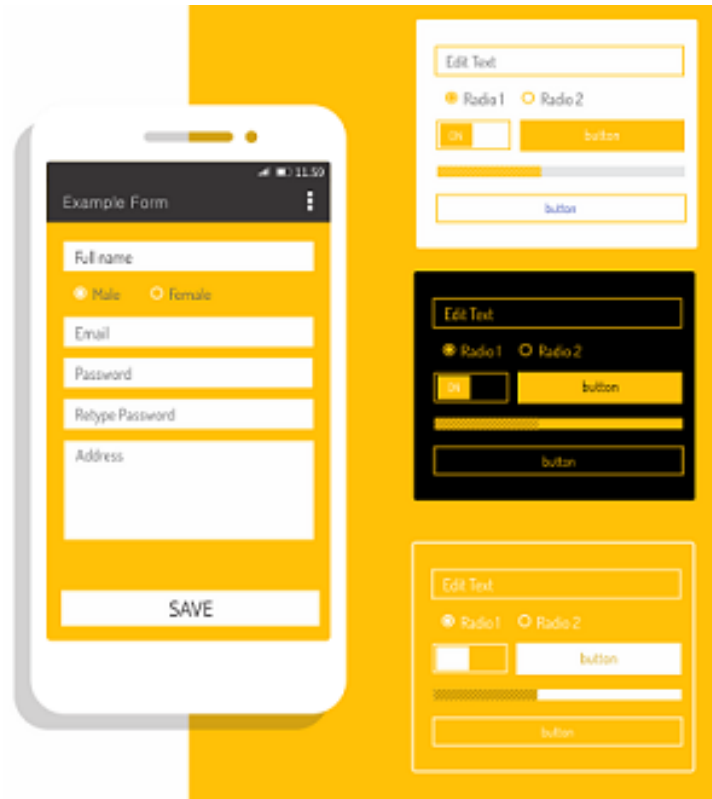 11.59
Example Form
Full name
Male Female
Email
Password
Retype Password
Address
SAVE
Edit Text
Radio 1 Radio 2
ON button
button
Edit Text
Radio 1 Radio 2
ON button
button
Edit Text
Radio 1 Radio 2
button
button